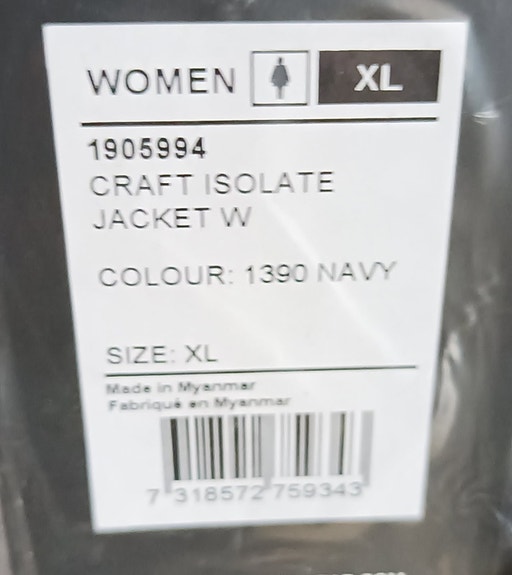 WOMEN XL
1905994
CRAFT ISOLATE
JACKET W
COLOUR: 1390 NAVY
SIZE: XL
Made in Myanmar
Fabriqué en Myanmar
7 318572 759343